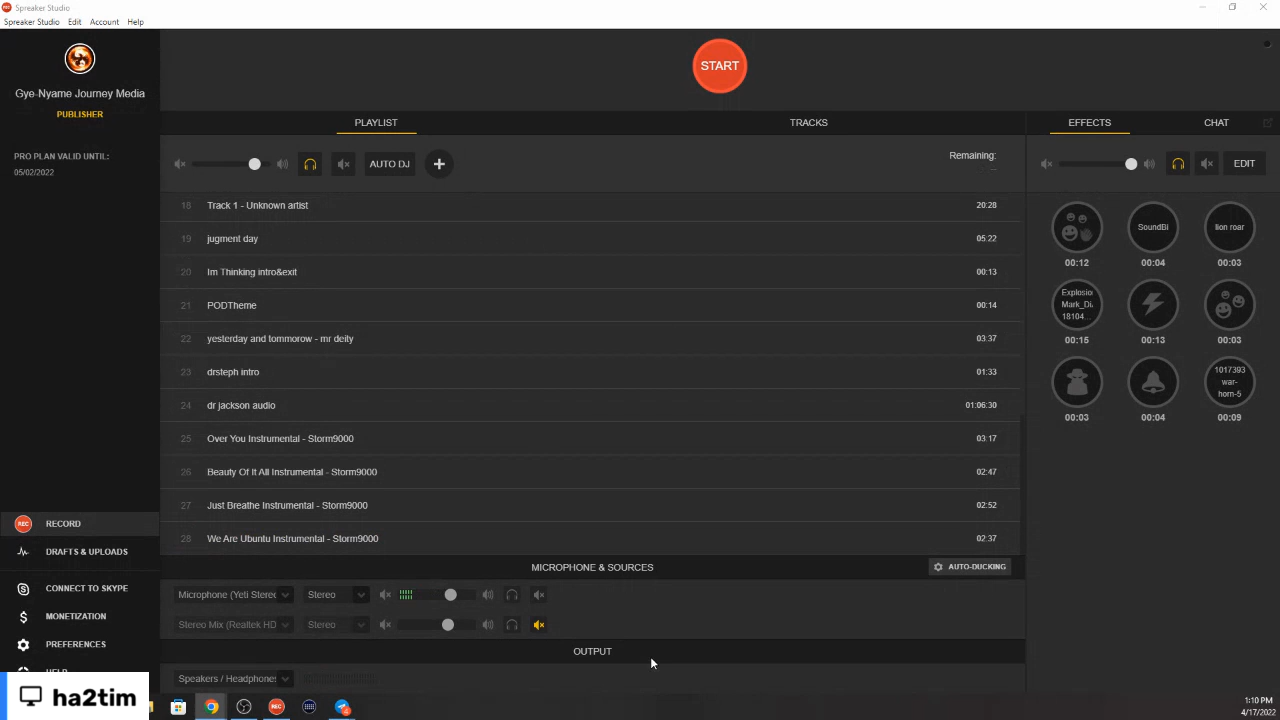 Spreaker Studio
Spreaker Studio Edit Account Help
START
Gye-Nyame Journey Media
PUBLISHER
PRO PLAN VALID UNTIL:
05/02/2022
PLAYLIST TRACKS EFFECTS CHAT
AUTO DJ
Remaining:
--
EDIT
18 Track 1 - Unknown artist 20:28
19 jugment day 05:22
20 Im Thinking intro&exit 00:13
21 PODTheme 00:14
22 yesterday and tommorow - mr deity 03:37
23 drsteph intro 01:33
24 dr jackson audio 01:06:30
25 Over You Instrumental - Storm9000 03:17
26 Beauty Of It All Instrumental - Storm9000 02:47
27 Just Breathe Instrumental - Storm9000 02:52
28 We Are Ubuntu Instrumental - Storm9000 02:37
SoundBi
lion roar
00:12 00:04 00:03
Explosio
Mark_Di.
18104...
00:15 00:13 00:03
1017393
war-
horn-5
00:03 00:04 00:09
REC RECORD
DRAFTS & UPLOADS
CONNECT TO SKYPE
MONETIZATION
PREFERENCES
MICROPHONE & SOURCES
AUTO-DUCKING
Microphone (Yeti Stereo Stereo
Stereo Mix (Realtek HD Stereo
OUTPUT
Speakers / Headphones
ha2tim
REC
1:10 PM
4/17/2022